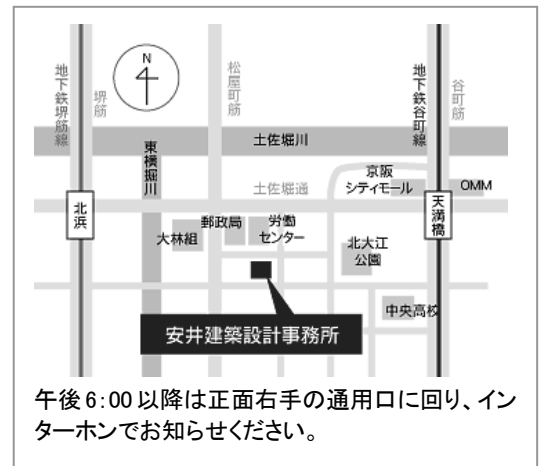 N
地下鉄堺筋線
堺筋
松屋町筋
地下鉄谷町線
谷町筋
土佐堀川
東横堀川
土佐堀通
京阪
シティモール
OMM
北浜
天満橋
郵政局
労働
センター
大林組
北大江
公園
中央高校
安井建築設計事務所
午後6:00以降は正面右手の通用口に回り、イン
ターホンでお知らせください。